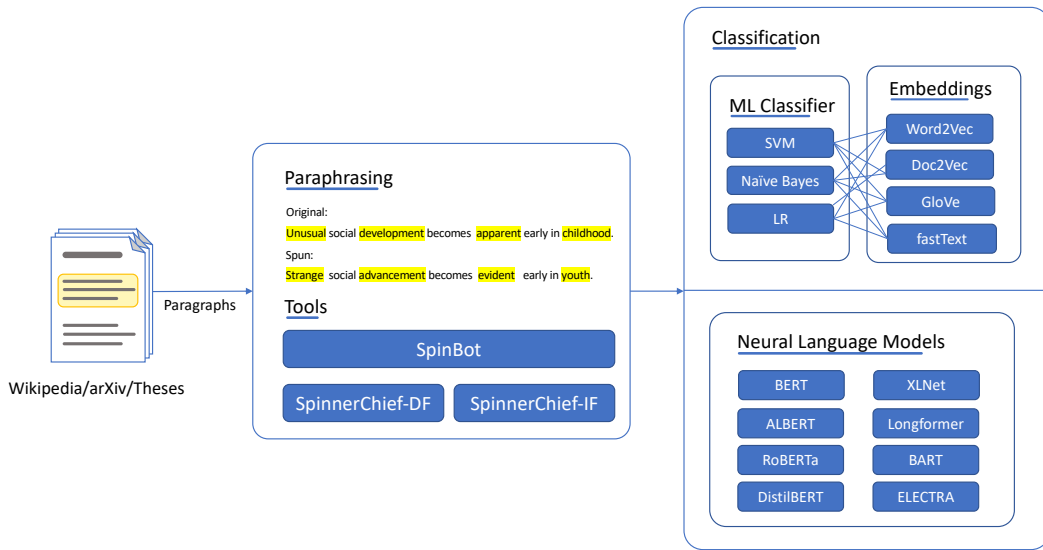 Wikipedia/arXiv/Theses
Paragraphs
Paraphrasing
Original:
Unusual social development becomes apparent early in childhood.
Spun:
Strange social advancement becomes evident early in youth.
Tools
SpinBot
SpinnerChief-DF
SpinnerChief-IF
Classification
ML Classifier
SVM
Naïve Bayes
LR
Embeddings
Word2Vec
Doc2Vec
GloVe
fastText
Neural Language Models
BERT
XLNet
ALBERT
Longformer
RoBERTa
BART
DistilBERT
ELECTRA